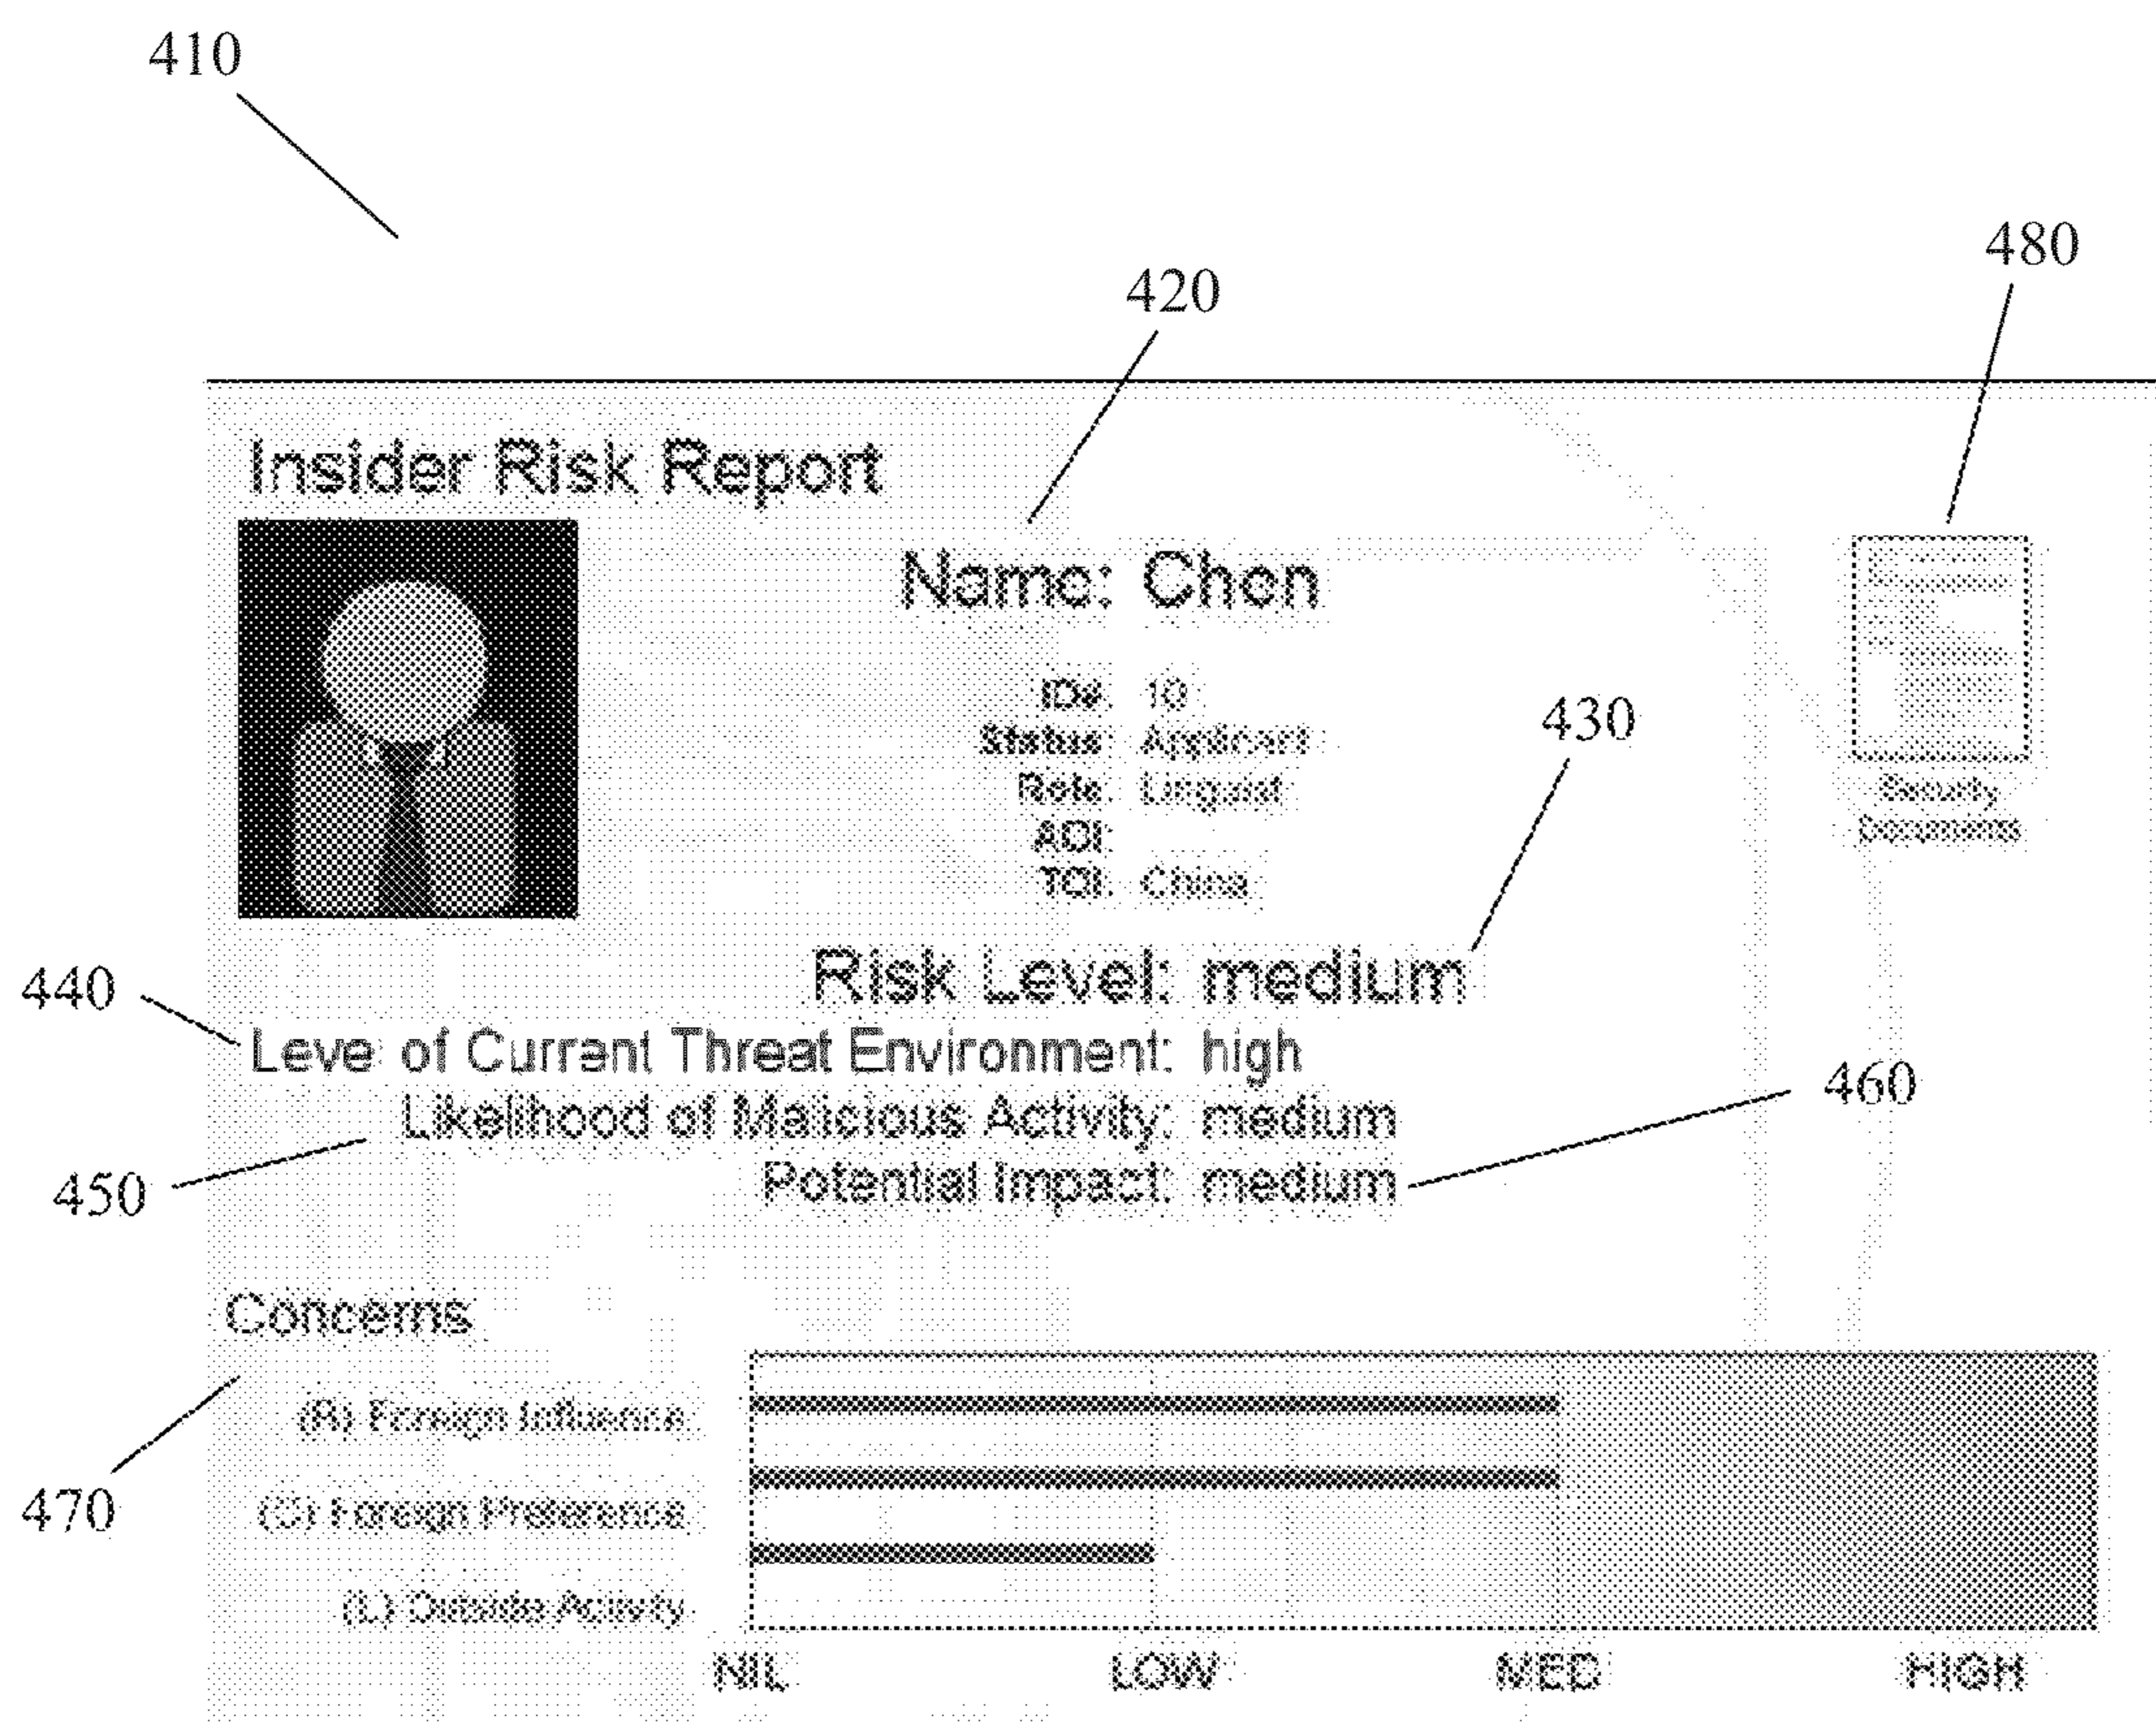 410
480
420
Insider Risk Report
Name: Chen
ID#: 10
430
Status: Applicant
Role: Linguist
AOI:
TOI: China
Security
Documents
Risk Level: medium
440
Level of Current Threat Environment: high
460
Likelihood of Malicious Activity: medium
450
Potential Impact: medium
Concerns
(B) Foreign Influence
(C) Foreign Preference
470
(L) Outside Activity
NIL LOW MED HIGH